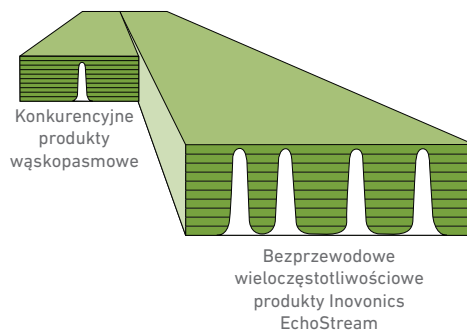 Konkurencyjne
produkty
wąskopasmowe
Bezprzewodowe
wieloczęstotliwościowe
produkty Inovonics
EchoStream